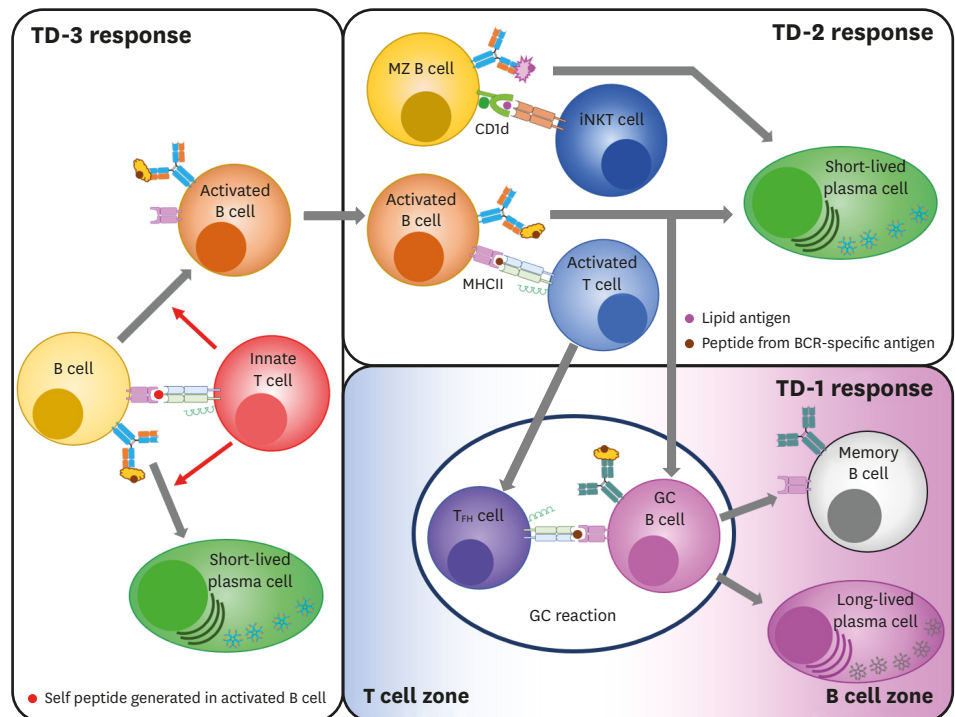 TD-3 response
Activated
B cell
B cell
Innate
T cell
Short-lived
plasma cell
Self peptide generated in activated B cell
TD-2 response
MZ B cell
CD1d
iNKT cell
Activated
B cell
MHCII
Activated
T cell
Short-lived
plasma cell
Lipid antigen
Peptide from BCR-specific antigen
TD-1 response
TFH cell
GC
B cell
GC reaction
Memory
B cell
Long-lived
plasma cell
T cell zone
B cell zone